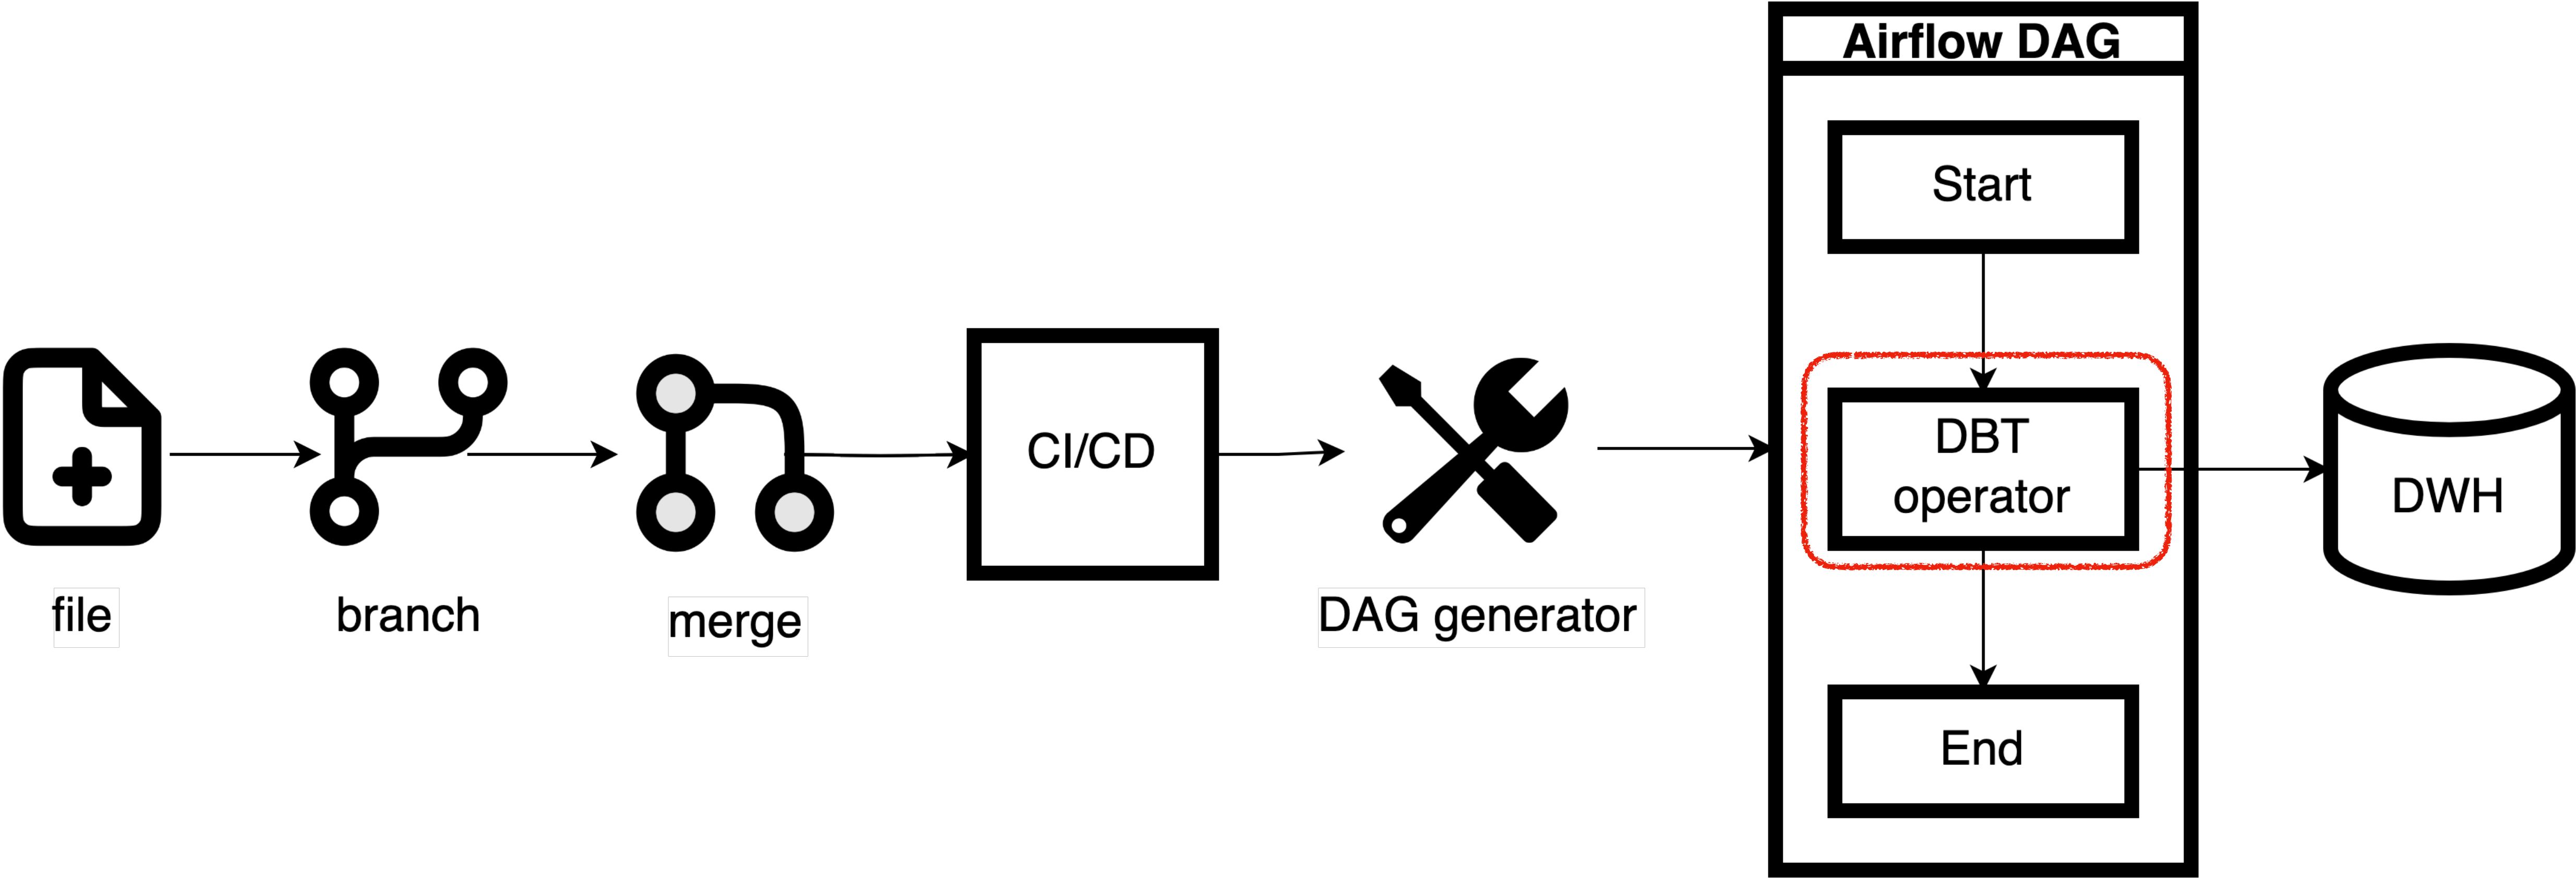 Airflow DAG
Start
DBT
operator
End
CI/CD
DWH
file
branch
merge
DAG generator